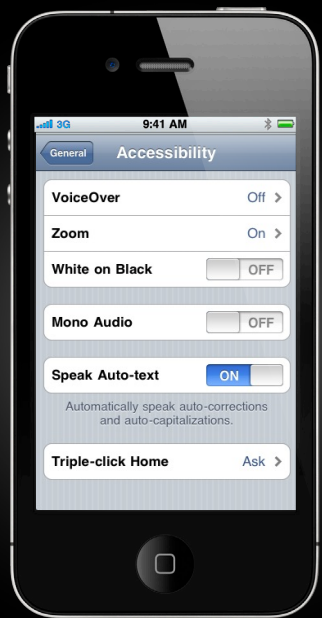 3G 9:41 AM
General Accessibility
VoiceOver Off
Zoom On
White on Black OFF
Mono Audio OFF
Speak Auto-text ON
Automatically speak auto-corrections
and auto-capitalizations.
Triple-click Home Ask